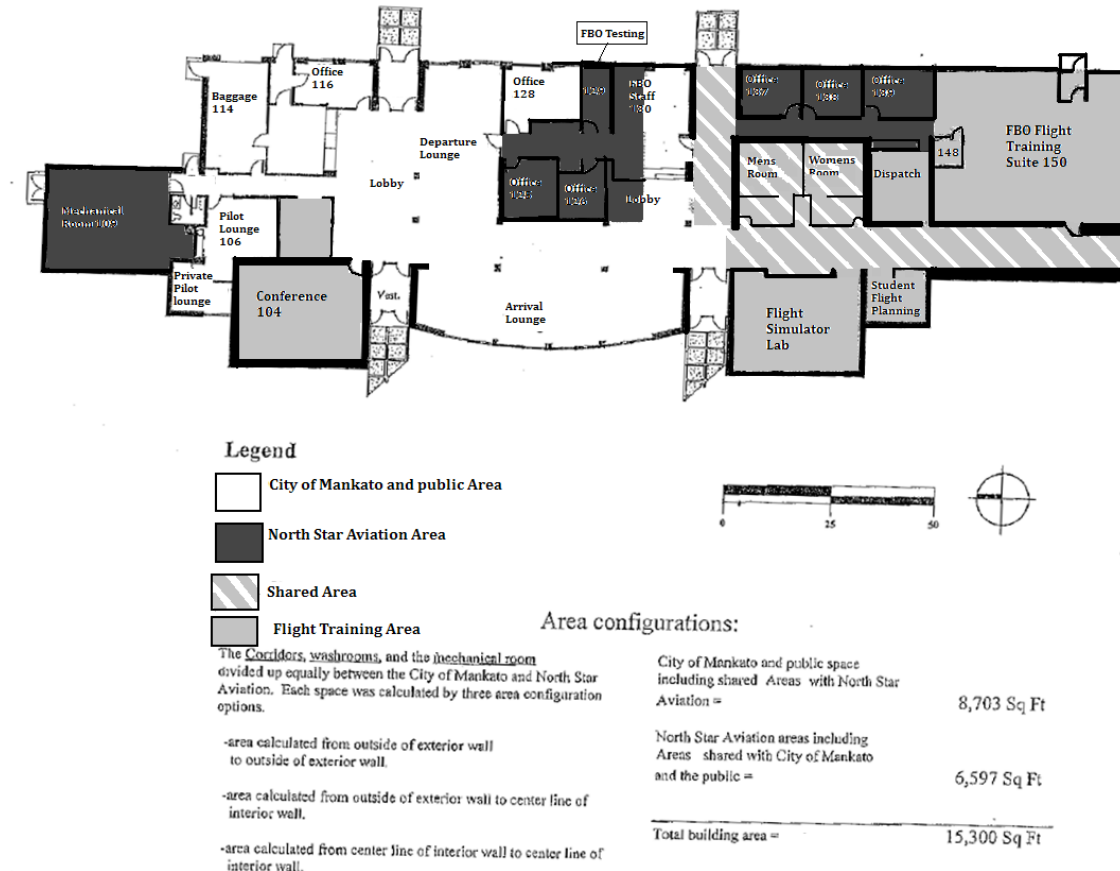 FBO Testing
Office
116
Baggage
114
Office
128
129
FBO
Staff
130
Office
137
Office
138
Office
139
Departure
Lounge
FBO Flight
Training
Suite 150
148
Mens
Room
Womens
Room
Dispatch
Lobby
Office
Office
126
Lobby
Mechanical
Room
Pilot
Lounge
106
Private
Pilot
lounge
Conference
104
Vest.
Arrival
Lounge
Flight
Simulator
Lab
Student
Flight
Planning
Legend
City of Mankato and public Area
North Star Aviation Area
Shared Area
Flight Training Area
0 25 50
Area configurations:
The Corridors, washrooms, and the mechanical room
divided up equally between the City of Mankato and North Star
Aviation. Each space was calculated by three area configuration
options.
-area calculated from outside of exterior wall
to outside of exterior wall.
-area calculated from outside of exterior wall to center line of
interior wall.
-area calculated from center line of interior wall to center line of
interior wall.
City of Mankato and public space
including shared Areas with North Star
Aviation = 8,703 Sq Ft
North Star Aviation areas including
Areas shared with City of Mankato
and the public = 6,597 Sq Ft
Total building area = 15,300 Sq Ft